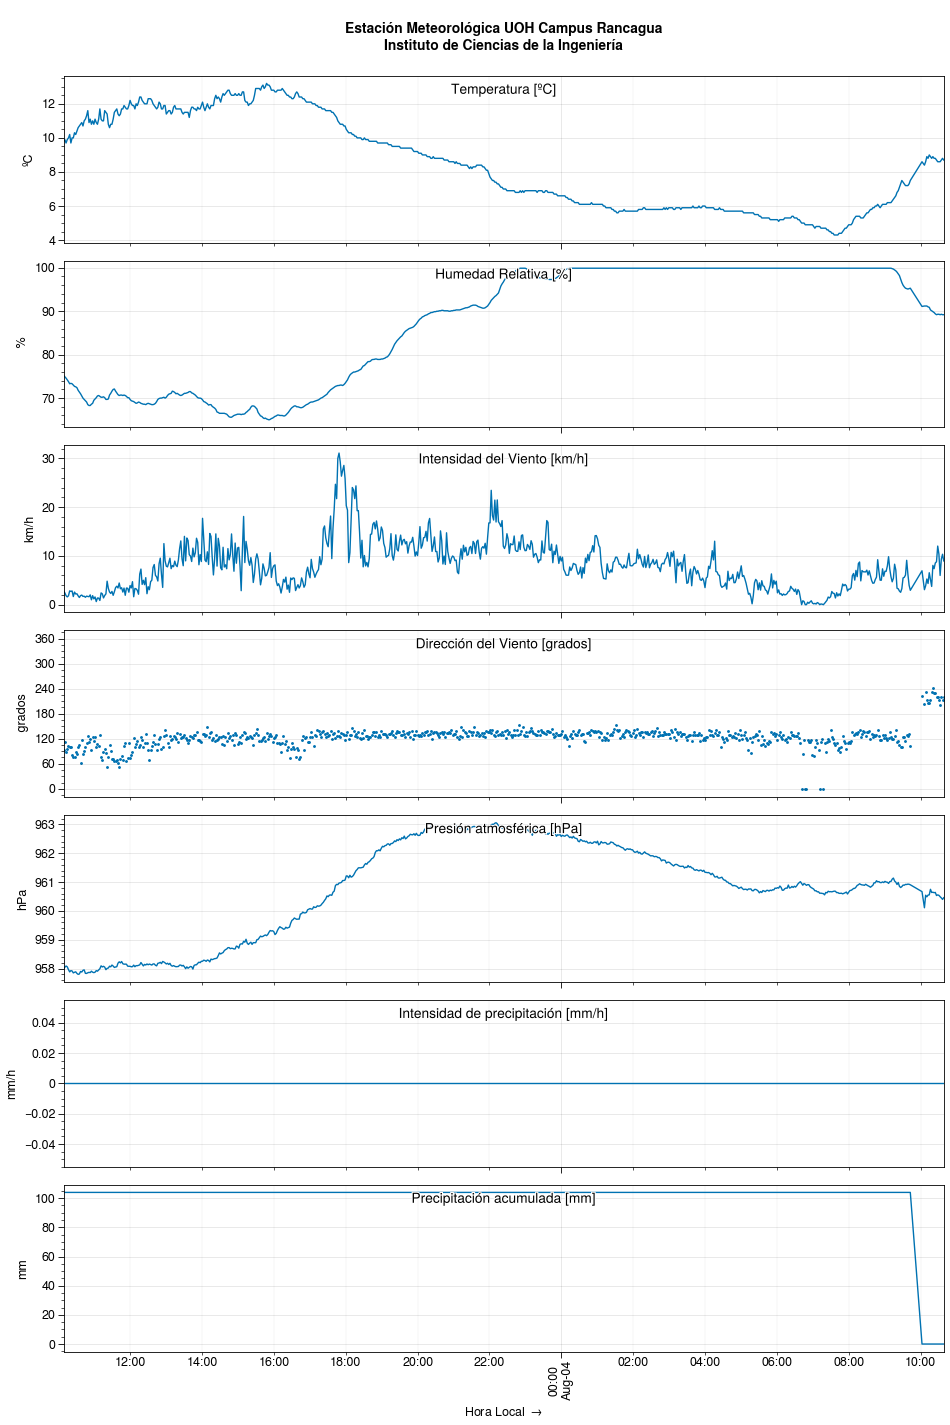 Estación Meteorológica UOH Campus Rancagua
Instituto de Ciencias de la Ingeniería
Temperatura [ºC]
12
10
8
6
4
ºC
Humedad Relativa [%]
100
90
80
70
%
Intensidad del Viento [km/h]
30
20
10
0
km/h
Dirección del Viento [grados]
360
300
240
180
120
60
0
grados
Presión atmosférica [hPa]
963
962
961
960
959
958
hPa
Intensidad de precipitación [mm/h]
0.04
0.02
0
−0.02
−0.04
mm/h
Precipitación acumulada [mm]
100
80
60
40
20
0
mm
12:00 14:00 16:00 18:00 20:00 22:00 00:00 02:00 04:00 06:00 08:00 10:00
Aug-04
Hora Local →